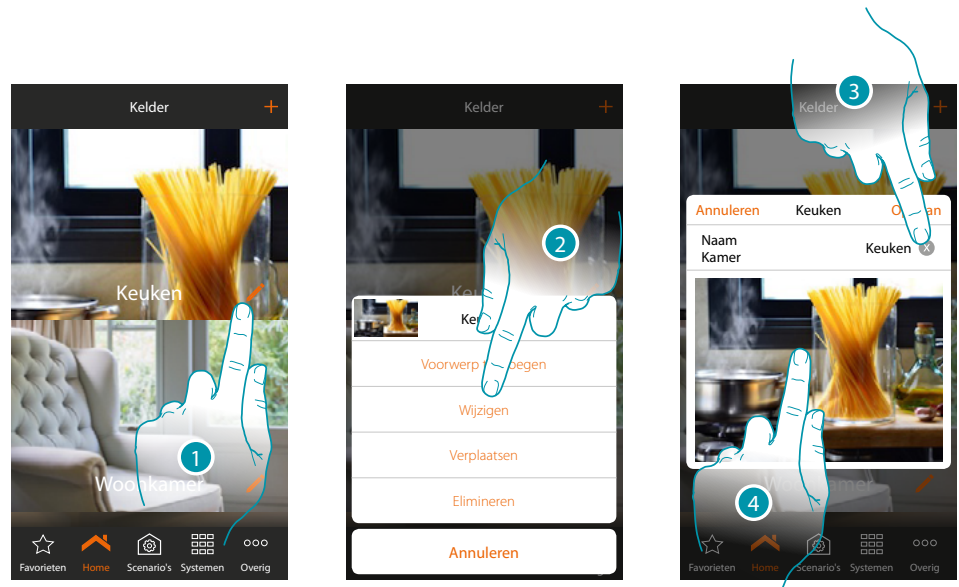 Kelder +
Keuken
1
Woonkamer
Favorieten Home Scenario's Systemen Overig
Kelder +
2
Voorwerp
Wijzigen
Verplaatsen
Elimineren
Annuleren
3
Kelder +
Annuleren Keuken
Naam
Kamer
Keuken X
4
Favorieten Home Scenario's Systemen Overig